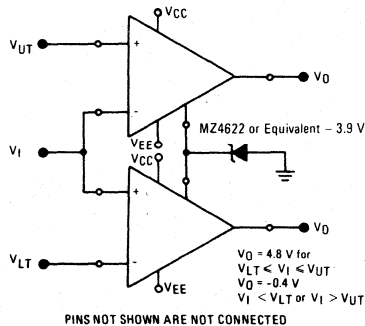 VCC
VUT
+
VO
-
MZ4622 or Equivalent – 3.9 V
VI
VEE
VCC
+
VO
VLT
-
VEE
VO = 4.8 V for
VLT ≤ VI ≤ VUT
VO = -0.4 V
VI < VLT or VI > VUT
PINS NOT SHOWN ARE NOT CONNECTED